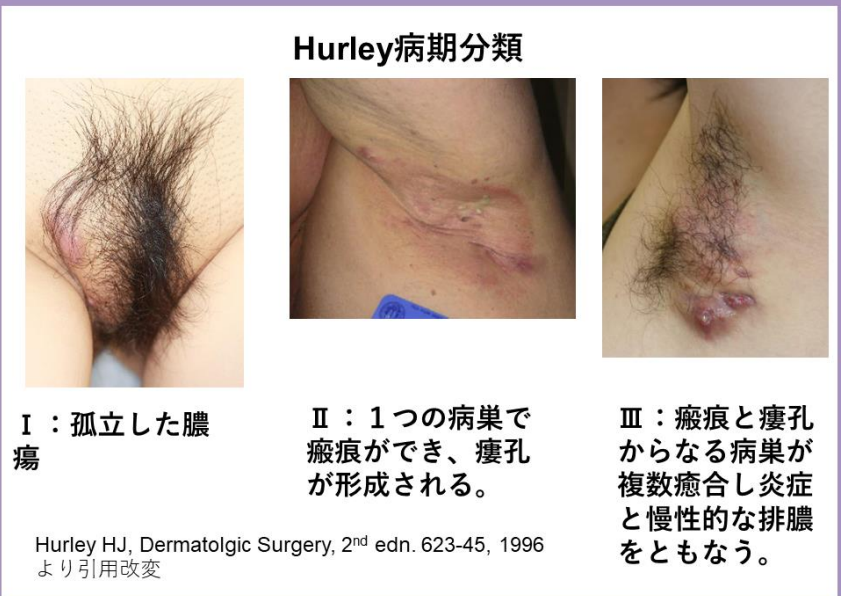 Hurley病期分類
Ⅰ：孤立した膿
瘍
Ⅱ：１つの病巣で
瘢痕ができ、瘻孔
が形成される。
Ⅲ：瘢痕と瘻孔
からなる病巣が
複数癒合し炎症
と慢性的な排膿
をともなう。
Hurley HJ, Dermatolgic Surgery, 2nd edn. 623-45, 1996
より引用改変